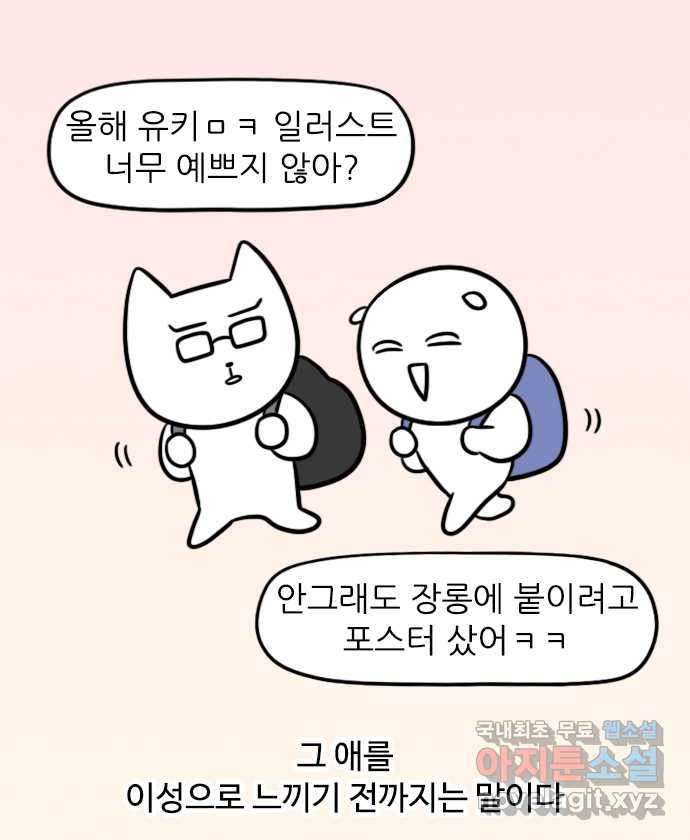 올해 유키ㅁㅋ 일러스트
너무 예쁘지 않아?
안그래도 장롱에 붙이려고
포스터 샀어ㅋㅋ
국내최초 무료 웹소설
아지툰소설
그 애를
이성으로 느끼기 전까지는 말이다
novelagit.xyz